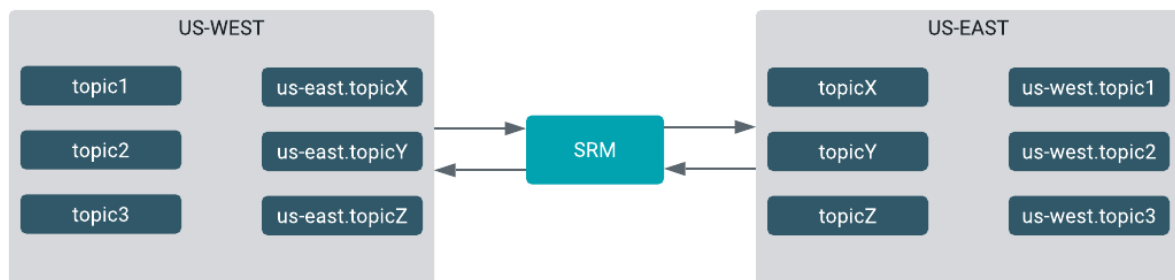 US-WEST
topic1
us-east.topicX
topic2
us-east.topicY
topic3
us-east.topicZ
SRM
US-EAST
topicX
us-west.topic1
topicY
us-west.topic2
topicZ
us-west.topic3